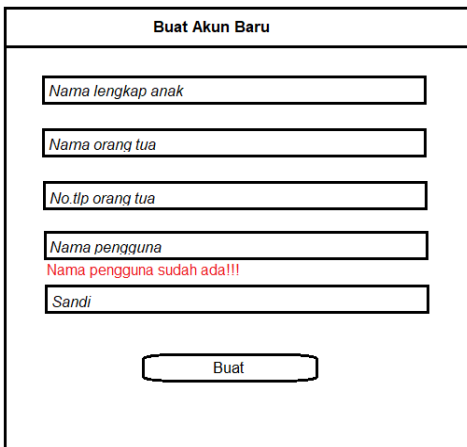 Buat Akun Baru
Nama lengkap anak
Nama orang tua
No.tlp orang tua
Nama pengguna
Nama pengguna sudah ada!!!
Sandi
Buat